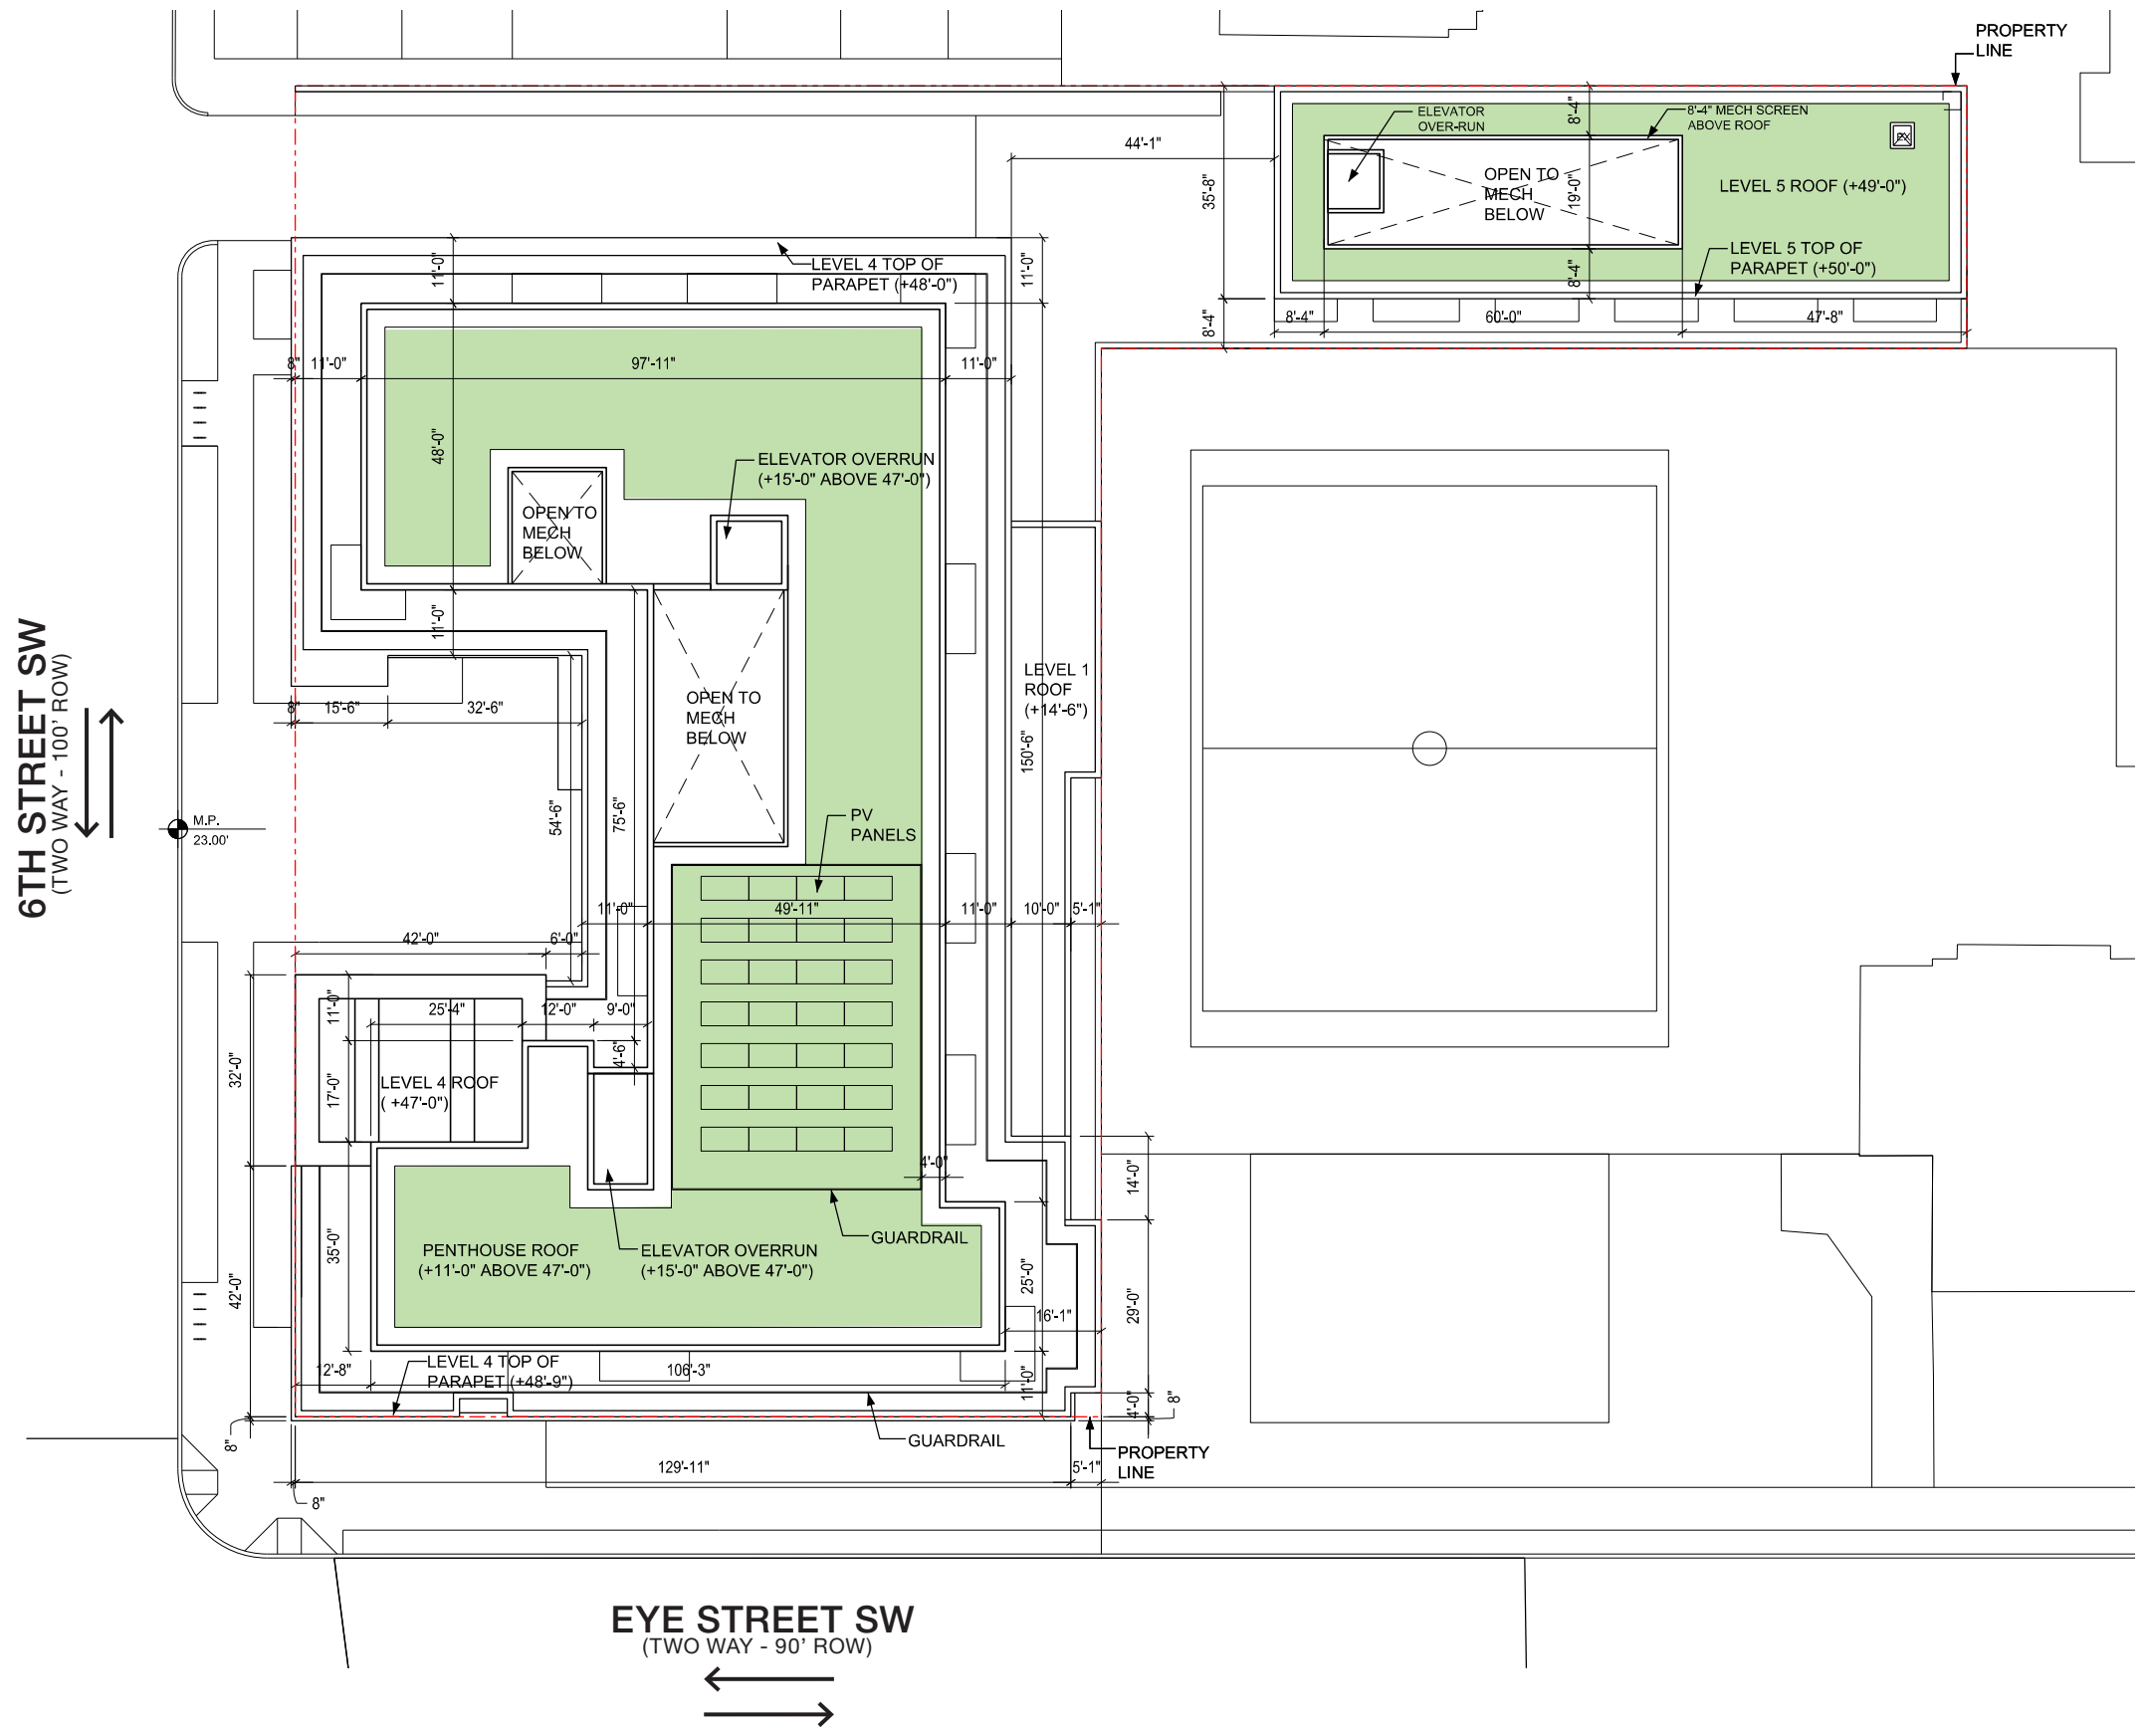 PROPERTY
LINE
ELEVATOR
OVER-RUN
8'-4"
8'-4" MECH SCREEN
ABOVE ROOF
44'-1"
35'-8"
OPEN TO
MECH
BELOW
19'-0"
LEVEL 5 ROOF (+49'-0")
EX
LEVEL 5 TOP OF
PARAPET (+50'-0")
8'-4"
8'-4"
8'-4"
60'-0"
47'-8"
11'-0"
LEVEL 4 TOP OF
PARAPET (+48'-0")
11'-0"
8"
11'-0"
97'-11"
11'-0"
48'-0"
ELEVATOR OVERRUN
(+15'-0" ABOVE 47'-0")
OPEN TO
MECH
BELOW
11'-0"
LEVEL 1
ROOF
(+14'-6")
OPEN TO
MECH
BELOW
8"
15'-6"
32'-6"
150'-6"
6TH STREET SW
(TWO WAY - 100' ROW)
M.P.
23.00'
54'-6"
75'-6"
PV
PANELS
11'-0"
49'-11"
11'-0"
10'-0"
5'-1"
42'-0"
6'-0"
11'-0"
25'-4"
12'-0"
9'-0"
4'-6"
32'-0"
17'-0"
LEVEL 4 ROOF
( +47'-0")
4'-0"
14'-0"
GUARDRAIL
35'-0"
PENTHOUSE ROOF
(+11'-0" ABOVE 47'-0")
ELEVATOR OVERRUN
(+15'-0" ABOVE 47'-0")
42'-0"
25'-0"
29'-0"
16'-1"
12'-8"
LEVEL 4 TOP OF
PARAPET (+48'-9")
106'-3"
11'-0"
4'-0"
8"
8"
GUARDRAIL
PROPERTY
LINE
129'-11"
5'-1"
8"
EYE STREET SW
(TWO WAY - 90' ROW)